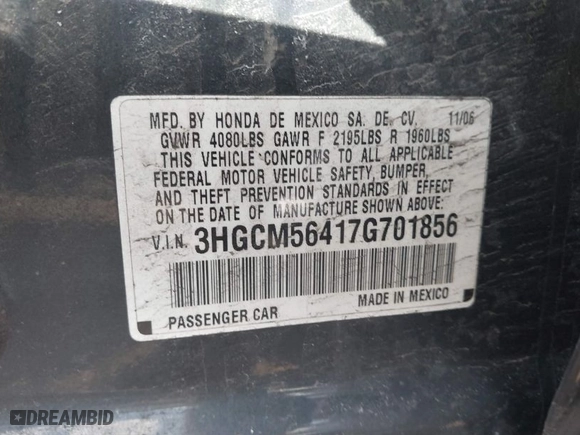 MFD. BY HONDA DE MEXICO SA. DE. CV. 11/06
GVWR 4080LBS GAWR F 2195LBS R 1960LBS
THIS VEHICLE CONFORMS TO ALL APPLICABLE
FEDERAL MOTOR VEHICLE SAFETY, BUMPER,
AND THEFT PREVENTION STANDARDS IN EFFECT
ON THE DATE OF MANUFACTURE SHOWN ABOVE:
V.I.N. 3HGCM56417G701856
PASSENGER CAR MADE IN MEXICO
DREAMBID